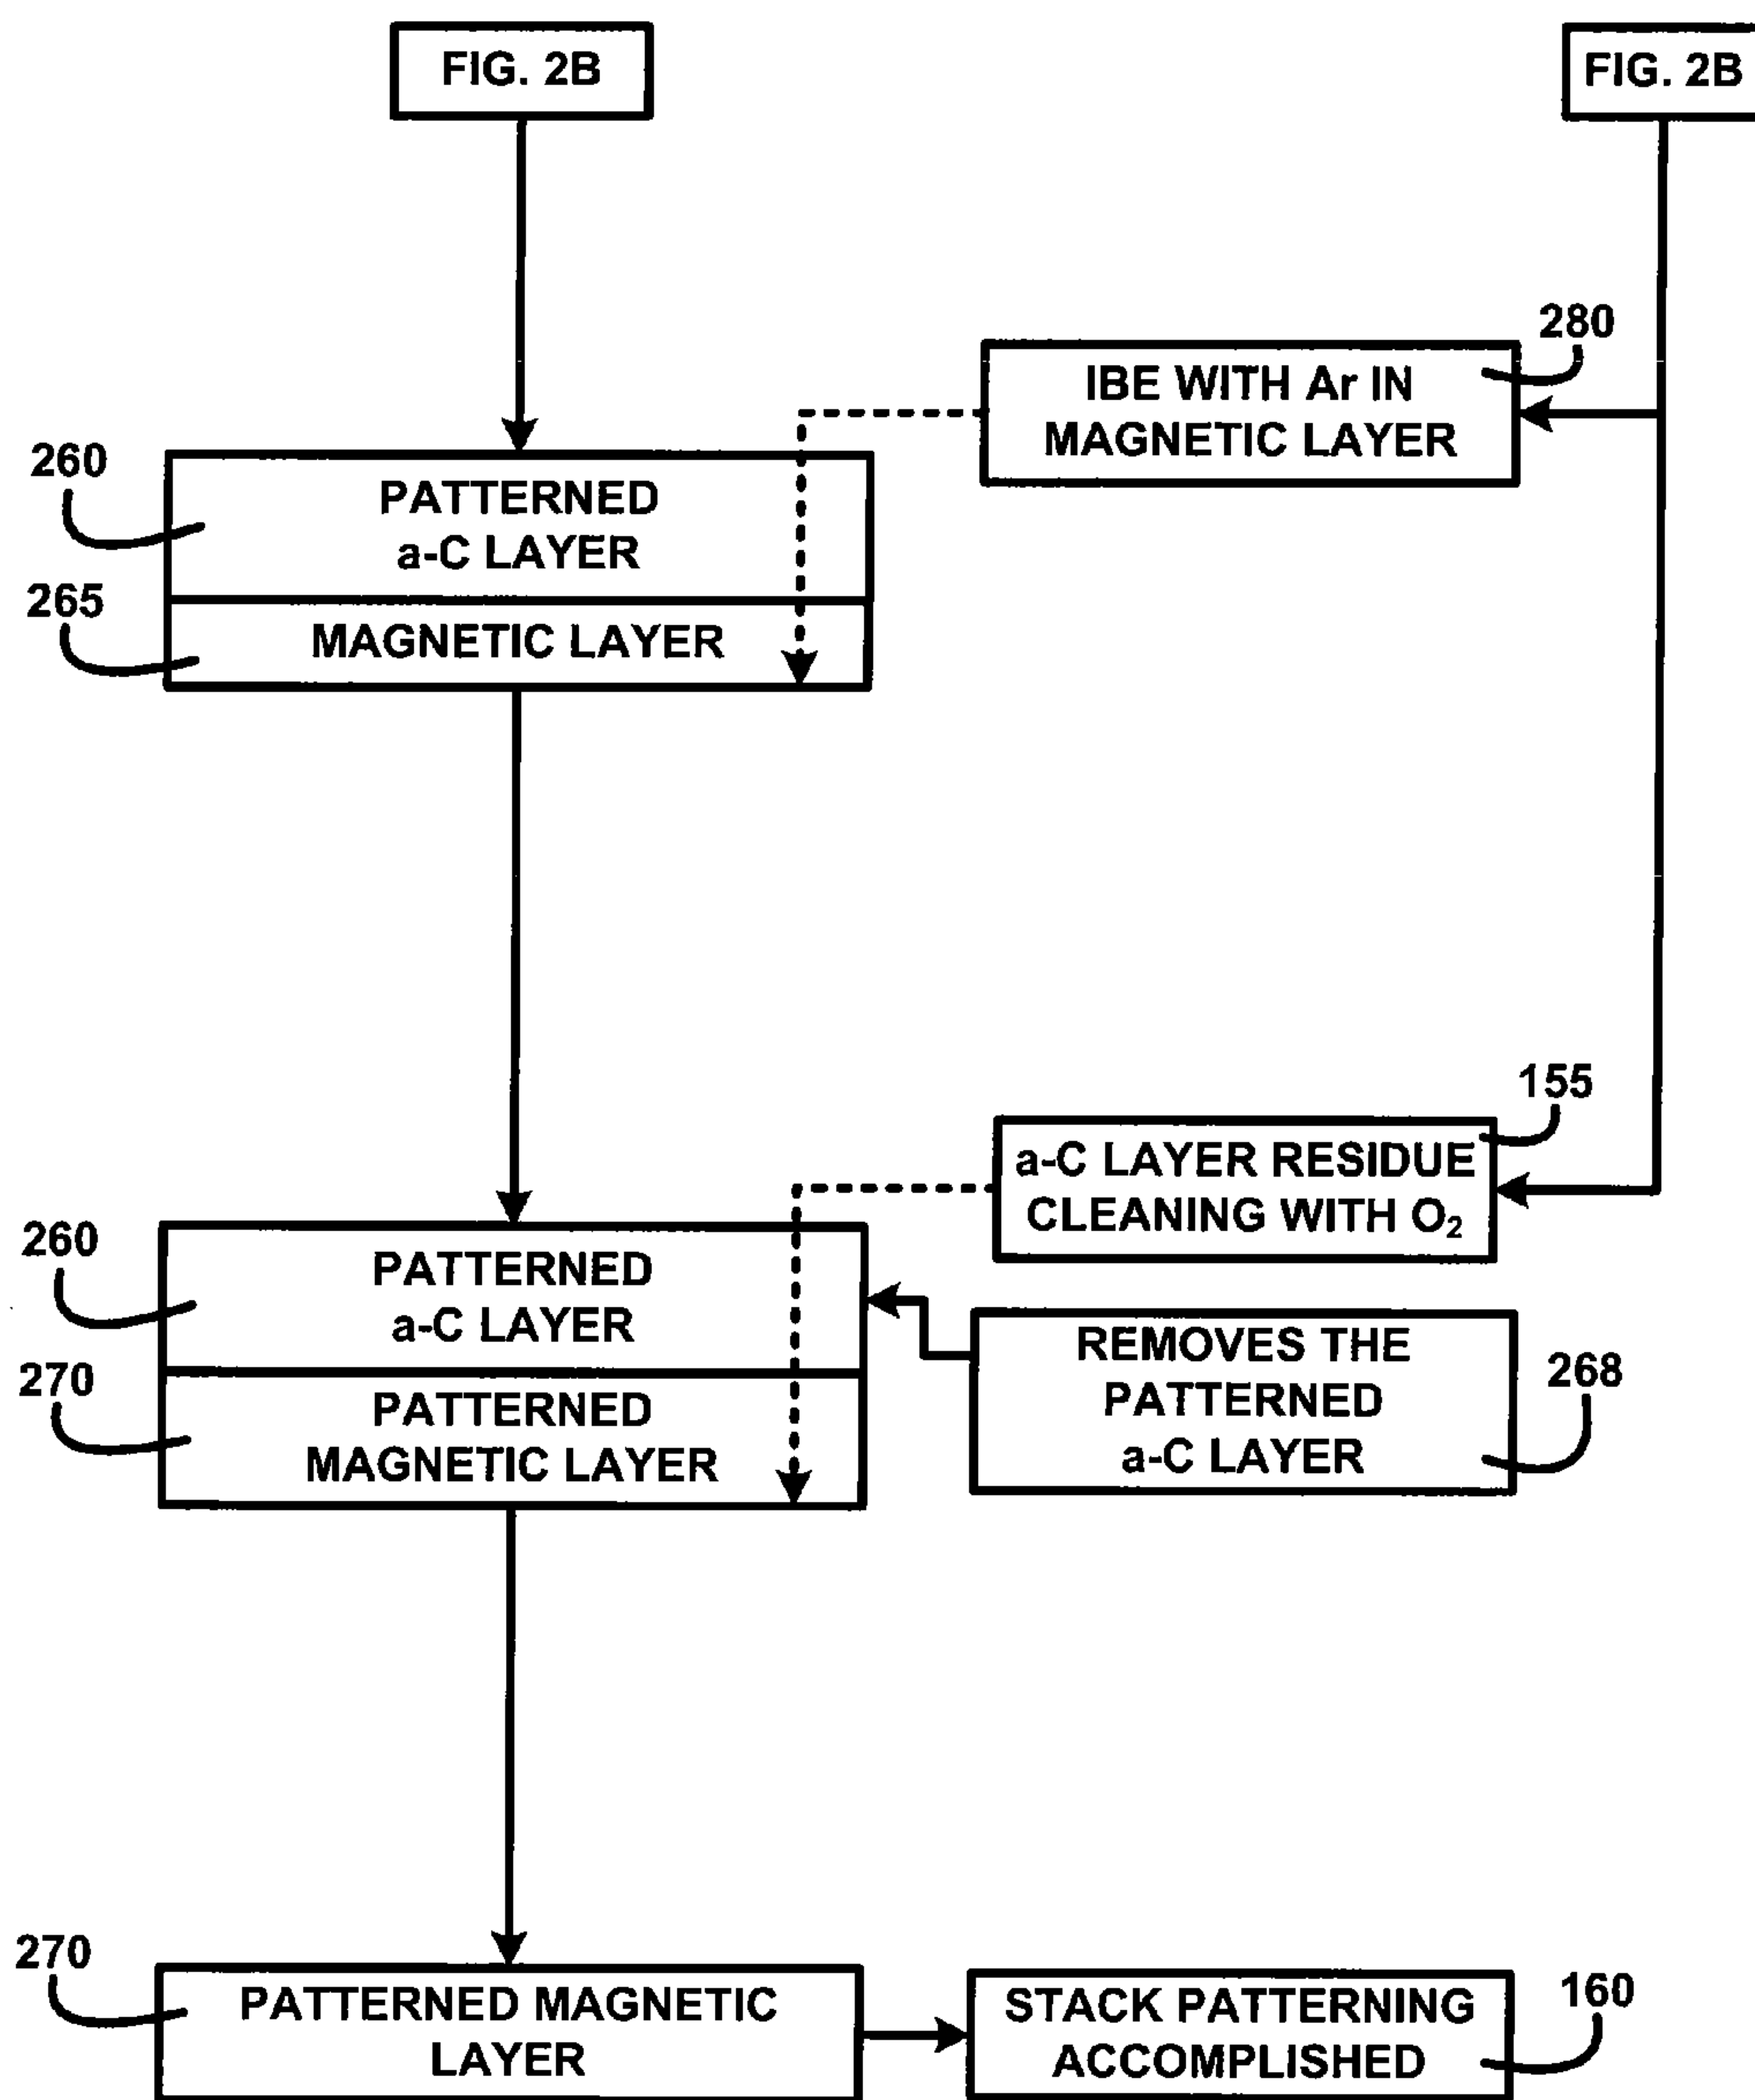 FIG. 2B
FIG. 2B
280
IBE WITH Ar IN
MAGNETIC LAYER
260
PATTERNED
a-C LAYER
265
MAGNETIC LAYER
155
a-C LAYER RESIDUE
CLEANING WITH O₂
260
PATTERNED
a-C LAYER
270
PATTERNED
MAGNETIC LAYER
REMOVES THE
PATTERNED
a-C LAYER
268
270
PATTERNED MAGNETIC
LAYER
STACK PATTERNING
ACCOMPLISHED
160